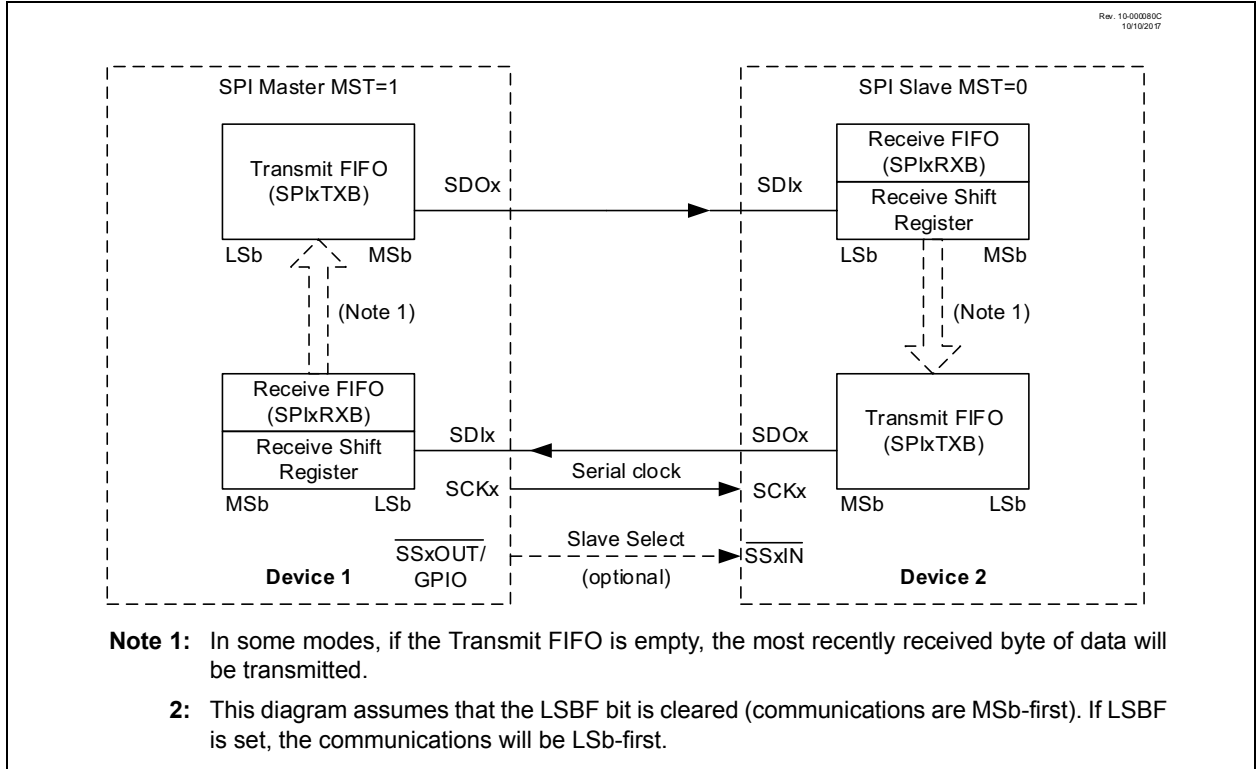 Rev. 10-000080C
10/10/2017
SPI Master MST=1
SPI Slave MST=0
Transmit FIFO
(SPIxTXB)
SDOx
SDIx
Receive FIFO
(SPIxRXB)
Receive Shift
Register
LSb MSb
LSb MSb
(Note 1)
(Note 1)
Receive FIFO
(SPIxRXB)
Receive Shift
Register
SDIx
SDOx
Transmit FIFO
(SPIxTXB)
Serial clock
SCKx
SCKx
MSb LSb
MSb LSb
SSxOUT/
GPIO
Slave Select
(optional)
SSxIN
Device 1
Device 2
Note 1: In some modes, if the Transmit FIFO is empty, the most recently received byte of data will
be transmitted.
2: This diagram assumes that the LSBF bit is cleared (communications are MSb-first). If LSBF
is set, the communications will be LSb-first.